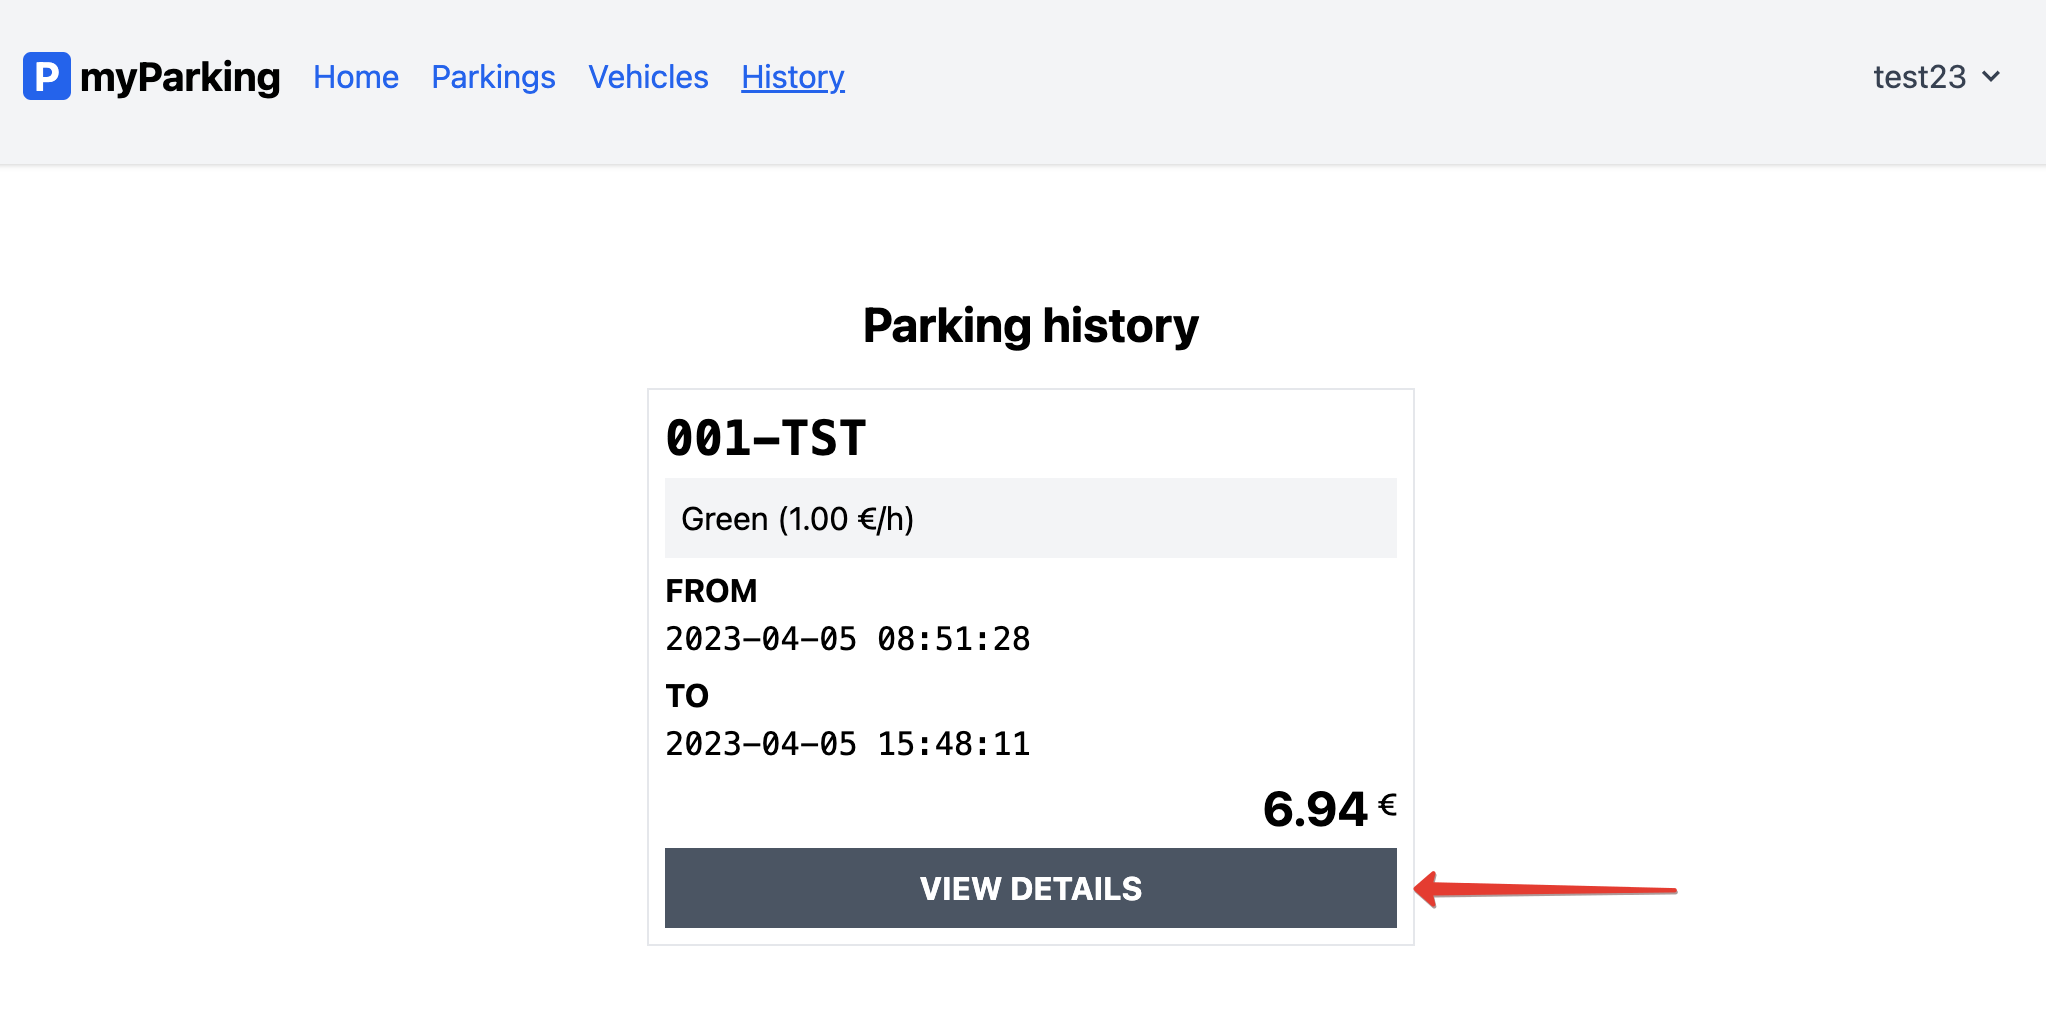 P myParking Home Parkings Vehicles History test23
Parking history
001-TST
Green (1.00 €/h)
FROM
2023-04-05 08:51:28
TO
2023-04-05 15:48:11
6.94 €
VIEW DETAILS